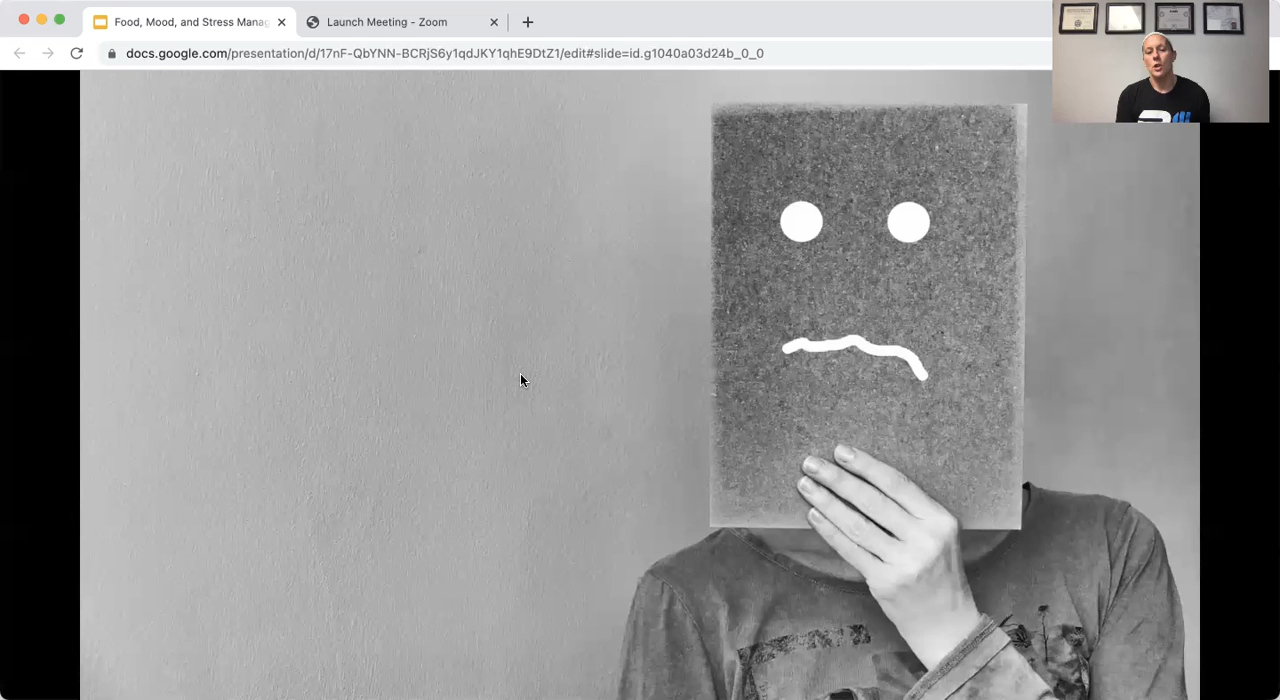 Food, Mood, and Stress Manag
Launch Meeting - Zoom
docs.google.com/presentation/d/17nF-QbYNN-BCRjS6y1qdJKY1qhE9DtZ1/edit#slide=id.g1040a03d24b_0_0